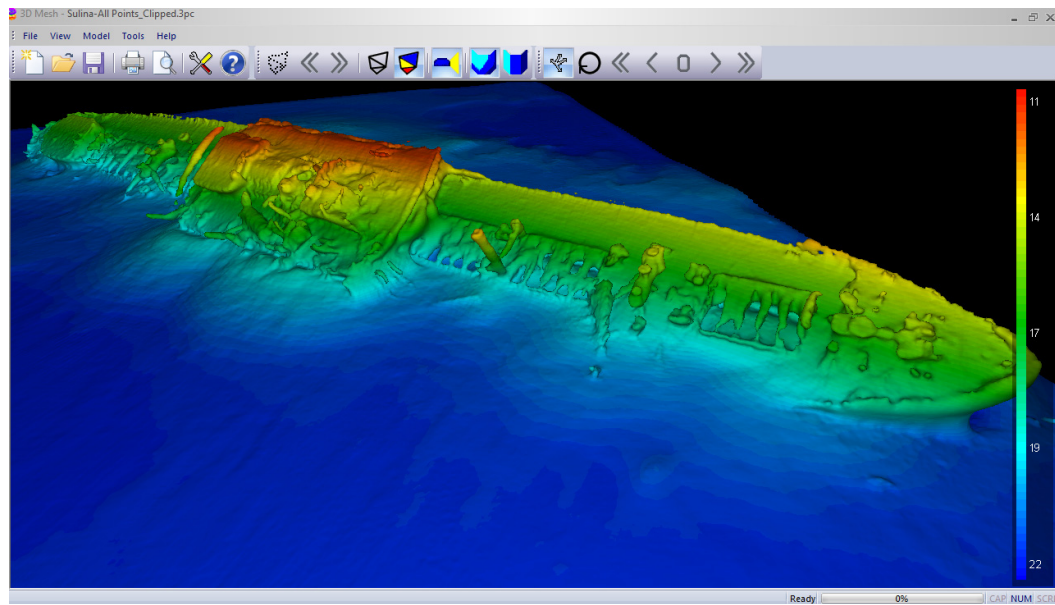 3D Mesh - Sulina-All Points_Clipped.3pc
File View Model Tools Help
11
14
17
19
22
Ready 0% CAP NUM SCRL